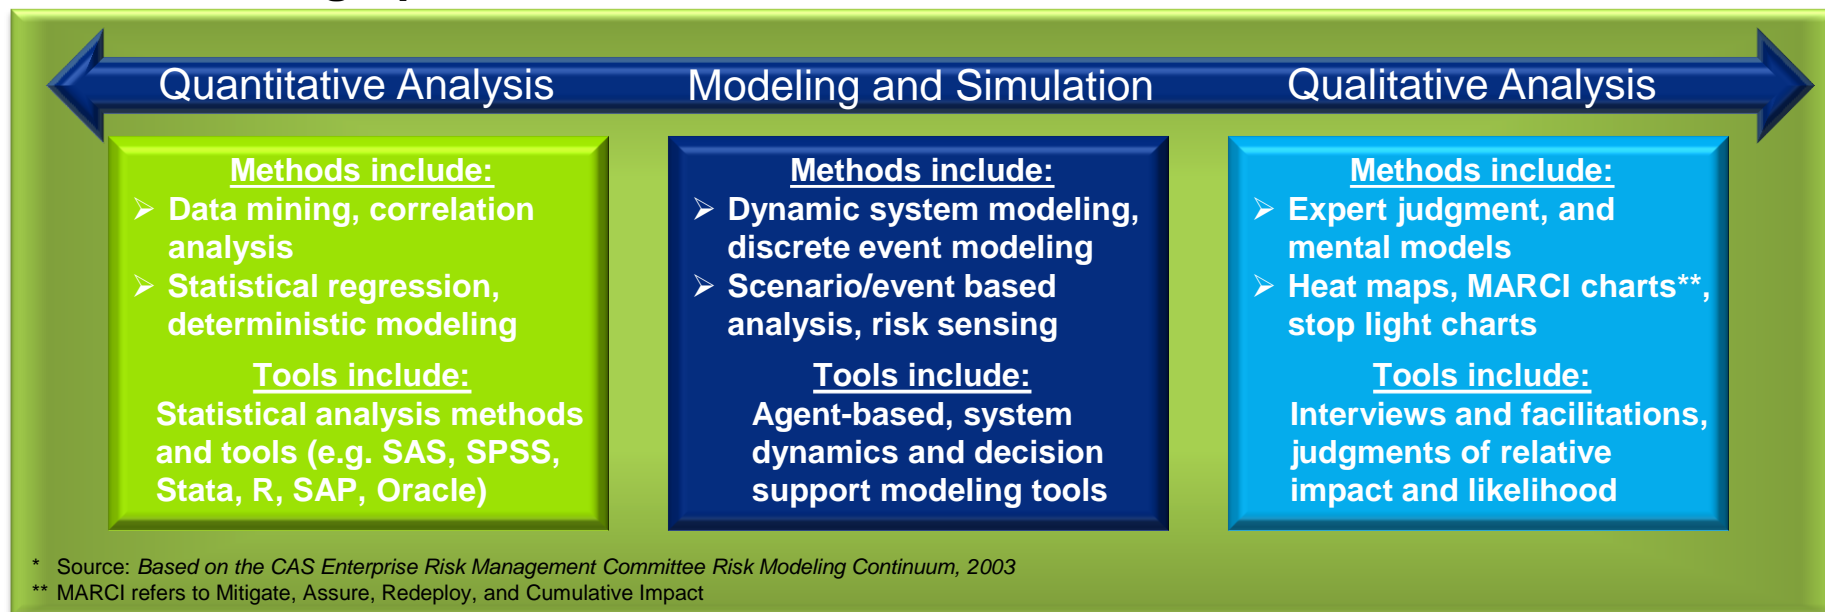 Quantitative Analysis
Modeling and Simulation
Qualitative Analysis
Methods include:
➢ Data mining, correlation
analysis
➢ Statistical regression,
deterministic modeling
Tools include:
Statistical analysis methods
and tools (e.g. SAS, SPSS,
Stata, R, SAP, Oracle)
Methods include:
➢ Dynamic system modeling,
discrete event modeling
➢ Scenario/event based
analysis, risk sensing
Tools include:
Agent-based, system
dynamics and decision
support modeling tools
Methods include:
➢ Expert judgment, and
mental models
➢ Heat maps, MARCI charts**,
stop light charts
Tools include:
Interviews and facilitations,
judgments of relative
impact and likelihood
* Source: Based on the CAS Enterprise Risk Management Committee Risk Modeling Continuum, 2003
** MARCI refers to Mitigate, Assure, Redeploy, and Cumulative Impact